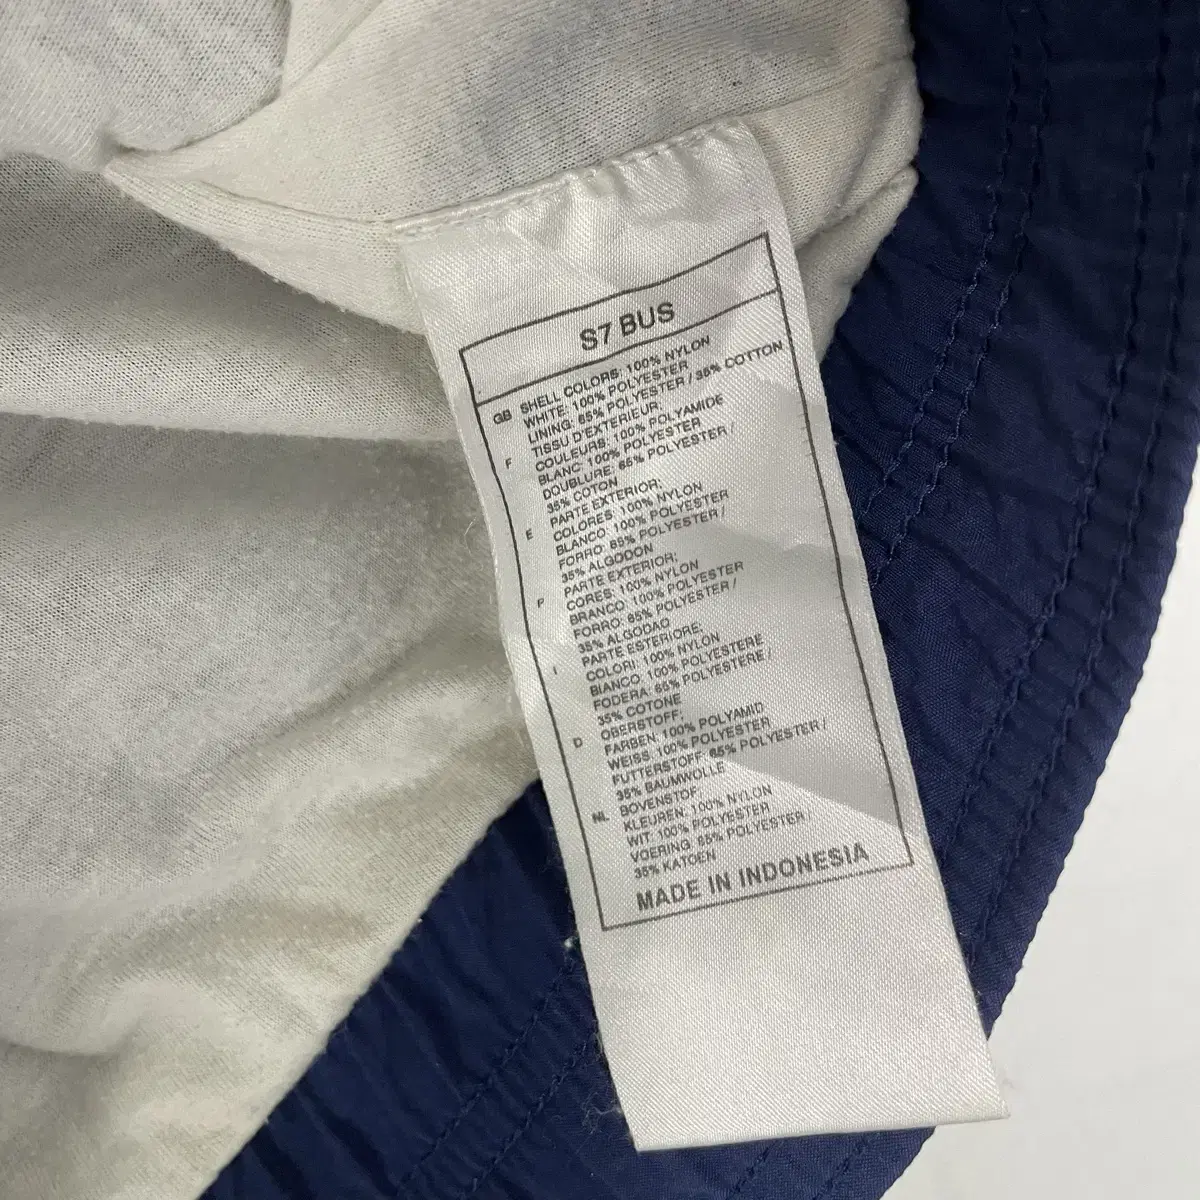 S7 BUS
GB SHELL COLORS: 100% NYLON
WHITE: 100% POLYESTER
LINING: 65% POLYESTER / 35% COTTON
F TISSU D'EXTERIEUR;
COULEURS: 100% POLYAMIDE
BLANC: 100% POLYESTER
DOUBLURE: 65% POLYESTER /
35% COTON
E PARTE EXTERIOR;
COLORES: 100% NYLON
BLANCO: 100% POLYESTER
FORRO: 65% POLYESTER /
35% ALGODON
P PARTE EXTERIOR;
CORES: 100% NYLON
BRANCO: 100% POLYESTER
FORRO: 65% POLYESTER /
35% ALGODAO
I PARTE ESTERIORE;
COLORI: 100% NYLON
BIANCO: 100% POLYESTERE
FODERA: 65% POLYESTERE /
35% COTONE
D OBERSTOFF;
FARBEN: 100% POLYAMID
WEISS: 100% POLYESTER
FUTTERSTOFF: 65% POLYESTER /
35% BAUMWOLLE
NL BOVENSTOF;
KLEUREN: 100% NYLON
WIT: 100% POLYESTER
VOERING: 65% POLYESTER /
35% KATOEN
MADE IN INDONESIA